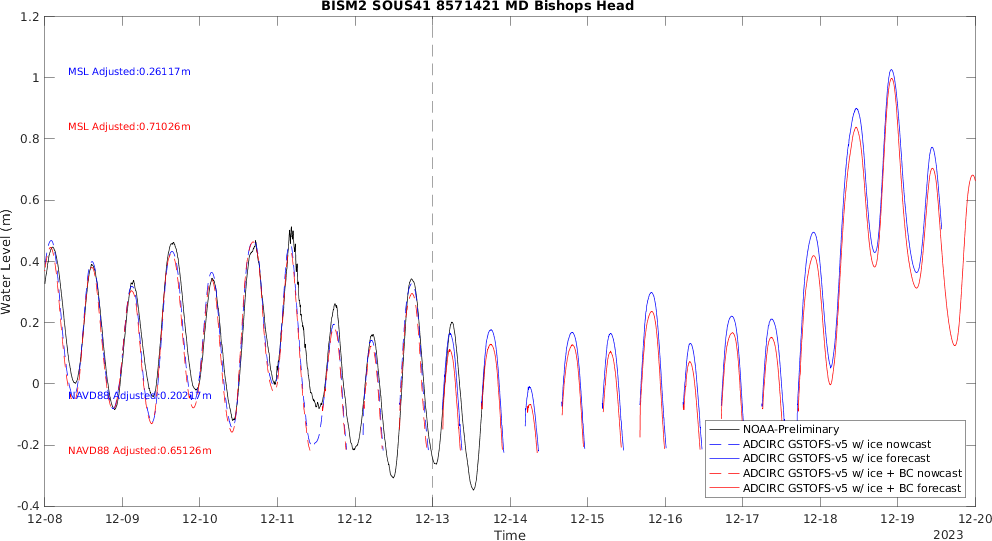 BISM2 SOUS41 8571421 MD Bishops Head
1.2
1
0.8
0.6
0.4
0.2
0
-0.2
-0.4
Water Level (m)
MSL Adjusted:0.26117m
MSL Adjusted:0.71026m
NAVD88 Adjusted:0.20217m
NAVD88 Adjusted:0.65126m
NOAA-Preliminary
ADCIRC GSTOFS-v5 w/ ice nowcast
ADCIRC GSTOFS-v5 w/ ice forecast
ADCIRC GSTOFS-v5 w/ ice + BC nowcast
ADCIRC GSTOFS-v5 w/ ice + BC forecast
12-08 12-09 12-10 12-11 12-12 12-13 12-14 12-15 12-16 12-17 12-18 12-19 12-20
Time
2023